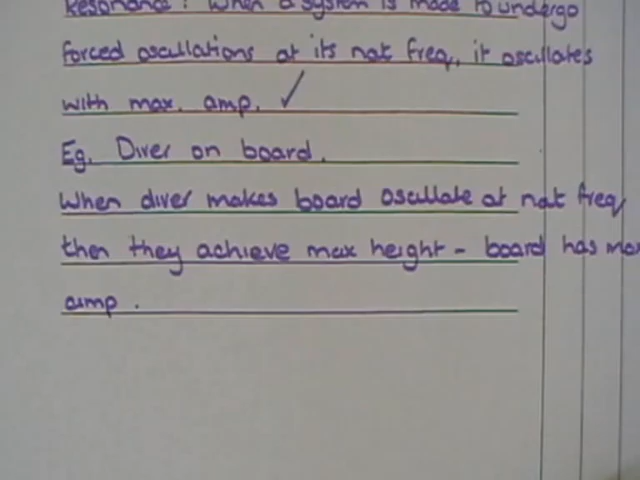 Resonance: When a system is made to undergo
forced oscillations at its nat freq, it oscillates
with max. amp. ✓
Eg. Diver on board.
When diver makes board oscillate at nat freq
then they achieve max height - board has max
amp.